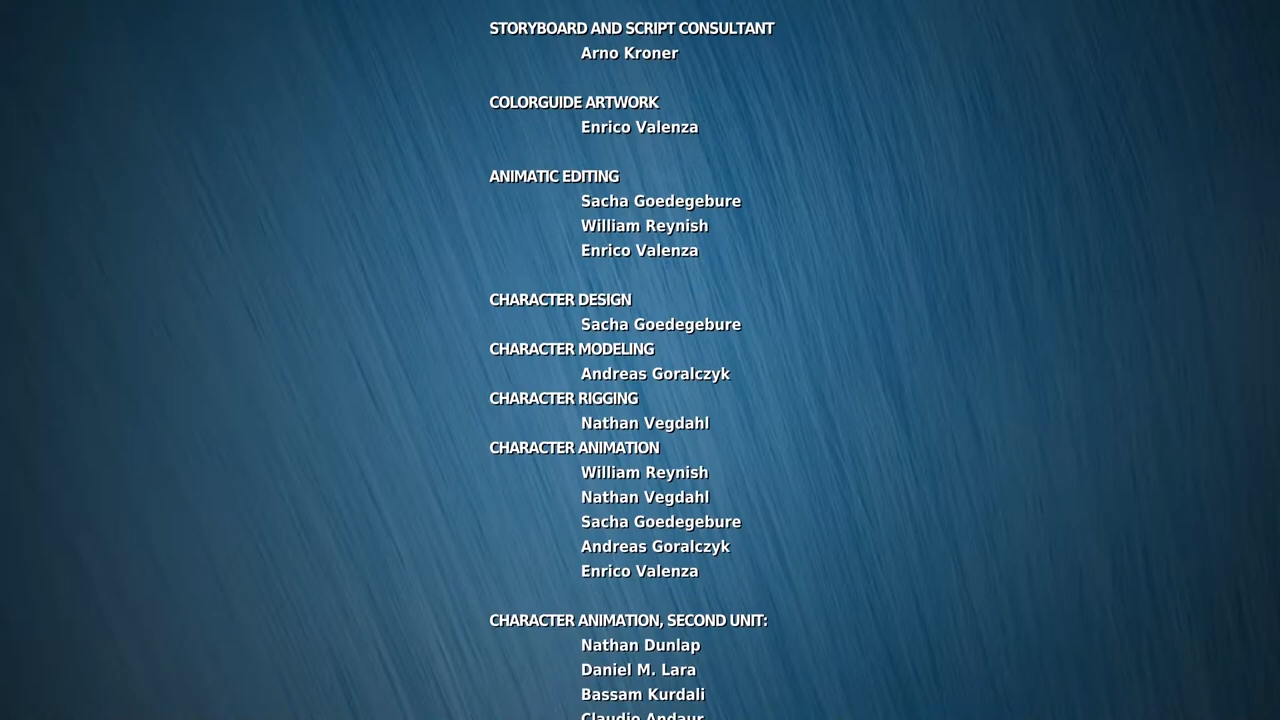 STORYBOARD AND SCRIPT CONSULTANT
Arno Kroner
COLORGUIDE ARTWORK
Enrico Valenza
ANIMATIC EDITING
Sacha Goedegebure
William Reynish
Enrico Valenza
CHARACTER DESIGN
Sacha Goedegebure
CHARACTER MODELING
Andreas Goralczyk
CHARACTER RIGGING
Nathan Vegdahl
CHARACTER ANIMATION
William Reynish
Nathan Vegdahl
Sacha Goedegebure
Andreas Goralczyk
Enrico Valenza
CHARACTER ANIMATION, SECOND UNIT:
Nathan Dunlap
Daniel M. Lara
Bassam Kurdali
Claudio Andaur